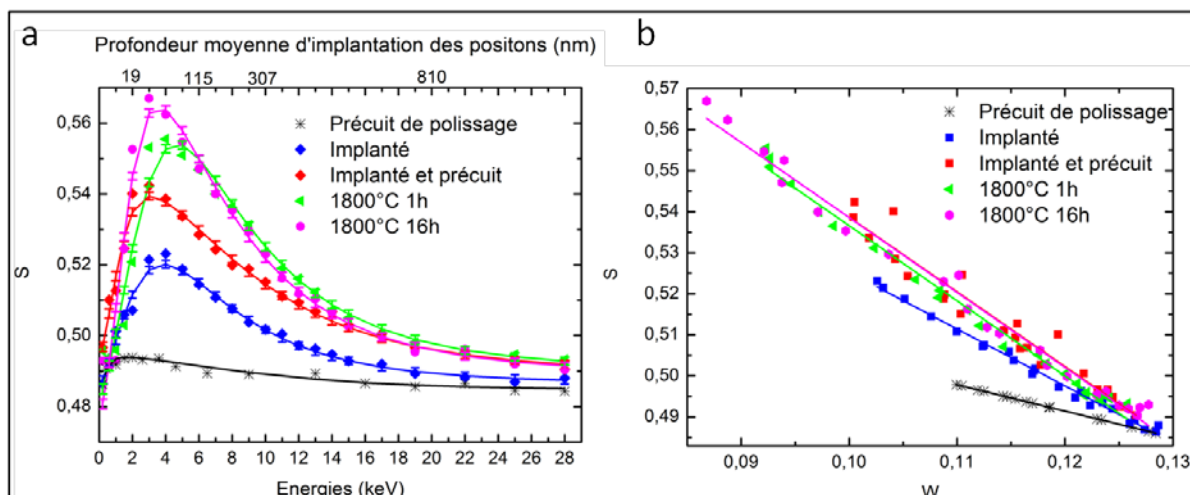 a
Profondeur moyenne d'implantation des positons (nm)
19 115 307 810
0,56
0,54
0,52
0,50
0,48
S
Précuit de polissage
Implanté
Implanté et précuit
1800°C 1h
1800°C 16h
0 2 4 6 8 10 12 14 16 18 20 22 24 26 28
Energies (keV)
b
0,57
0,56
0,55
0,54
0,53
0,52
0,51
0,50
0,49
S
Précuit de polissage
Implanté
Implanté et précuit
1800°C 1h
1800°C 16h
0,09 0,10 0,11 0,12 0,13
W